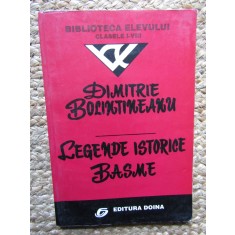 BIBLIOTECA ELEVULUI
CLASELE I-VIII
DIMITRIE
BOLINTINEANU
LEGENDE ISTORICE
BASME
EDITURA DOINA